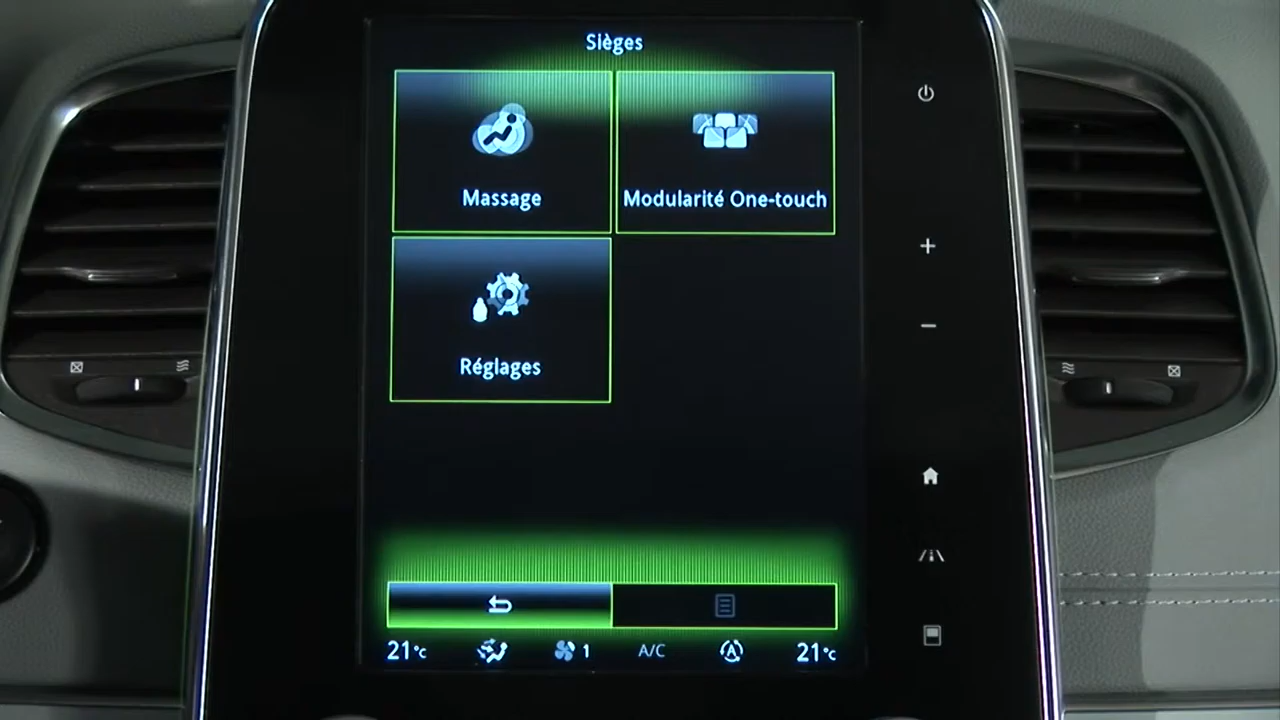 Sièges
Massage
Modularité One-touch
Réglages
21°C
1
A/C
A
21°C